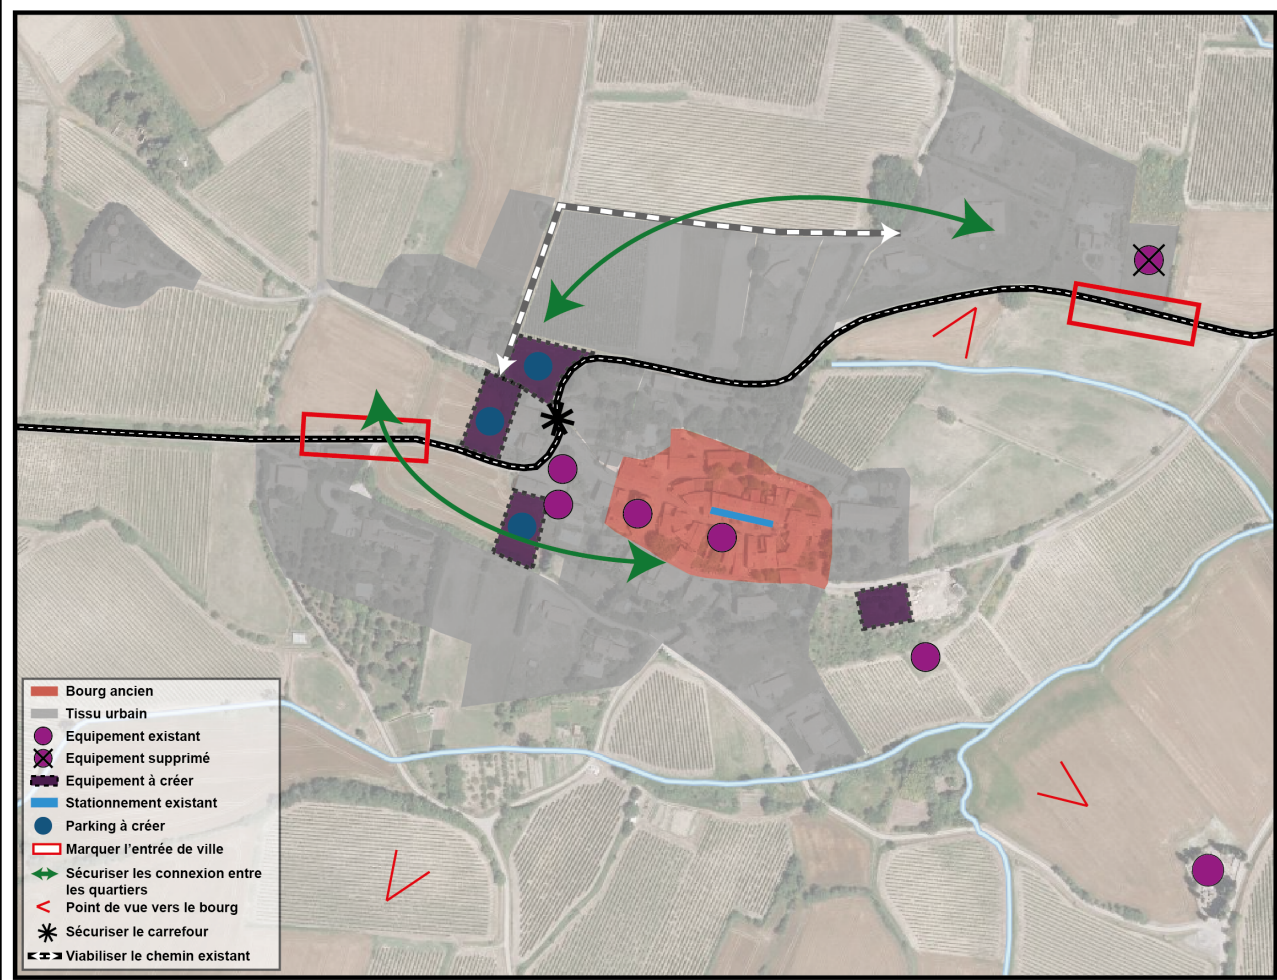 Bourg ancien
Tissu urbain
Equipement existant
Equipement supprimé
Equipement à créer
Stationnement existant
Parking à créer
Marquer l'entrée de ville
Sécuriser les connexion entre
les quartiers
Point de vue vers le bourg
Sécuriser le carrefour
Viabiliser le chemin existant